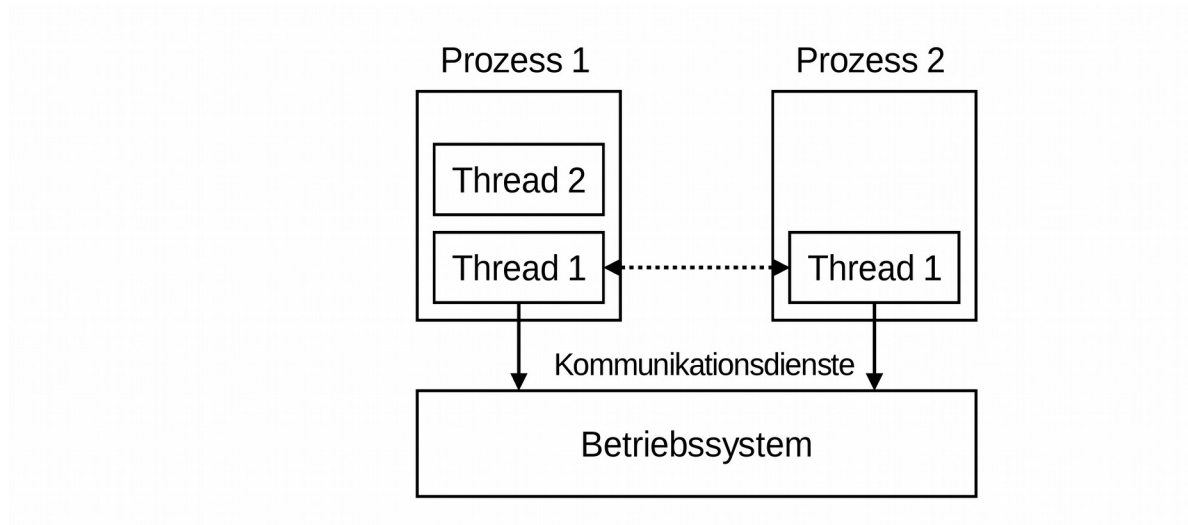 Prozess 1
Prozess 2
Thread 2
Thread 1
Thread 1
Kommunikationsdienste
Betriebssystem